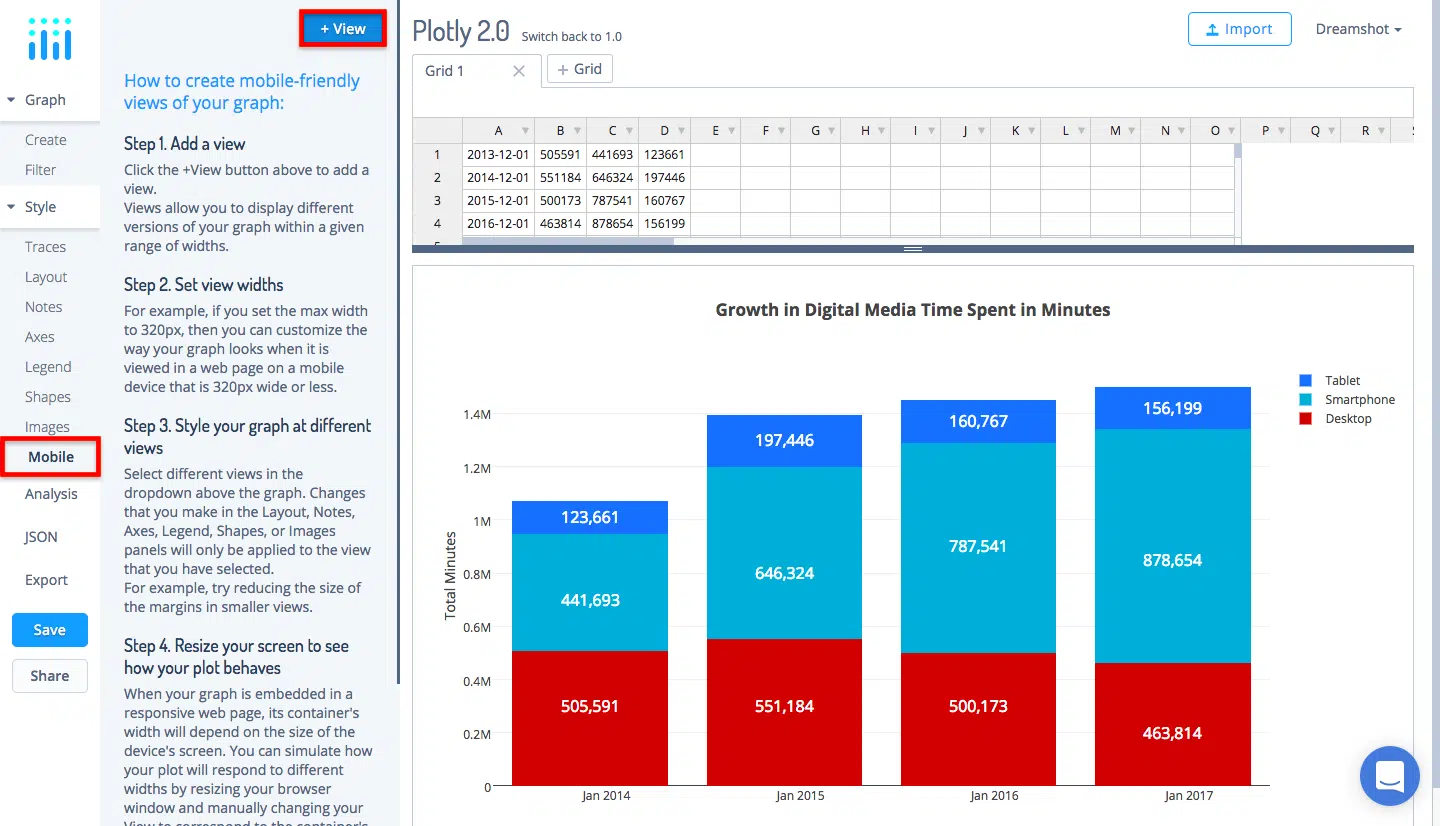 + View
Graph
Create
Filter
Style
Traces
Layout
Notes
Axes
Legend
Shapes
Images
Mobile
Analysis
JSON
Export
Save
Share
How to create mobile-friendly
views of your graph:
Step 1. Add a view
Click the +View button above to add a
view.
Views allow you to display different
versions of your graph within a given
range of widths.
Step 2. Set view widths
For example, if you set the max width
to 320px, then you can customize the
way your graph looks when it is
viewed in a web page on a mobile
device that is 320px wide or less.
Step 3. Style your graph at different
views
Select different views in the
dropdown above the graph. Changes
that you make in the Layout, Notes,
Axes, Legend, Shapes, or Images
panels will only be applied to the view
that you have selected.
For example, try reducing the size of
the margins in smaller views.
Step 4. Resize your screen to see
how your plot behaves
When your graph is embedded in a
responsive web page, its container's
width will depend on the size of the
device's screen. You can simulate how
your plot will respond to different
widths by resizing your browser
window and manually changing your
View to correspond to the container's
Plotly 2.0 Switch back to 1.0
Import Dreamshot
Grid 1 + Grid
A B C D E F G H I J K L M N O P Q R
1 2013-12-01 505591 441693 123661
2 2014-12-01 551184 646324 197446
3 2015-12-01 500173 787541 160767
4 2016-12-01 463814 878654 156199
Growth in Digital Media Time Spent in Minutes
Tablet
Smartphone
Desktop
Total Minutes
1.4M
1.2M
1M
0.8M
0.6M
0.4M
0.2M
0
123,661
441,693
505,591
197,446
646,324
551,184
160,767
787,541
500,173
156,199
878,654
463,814
Jan 2014 Jan 2015 Jan 2016 Jan 2017